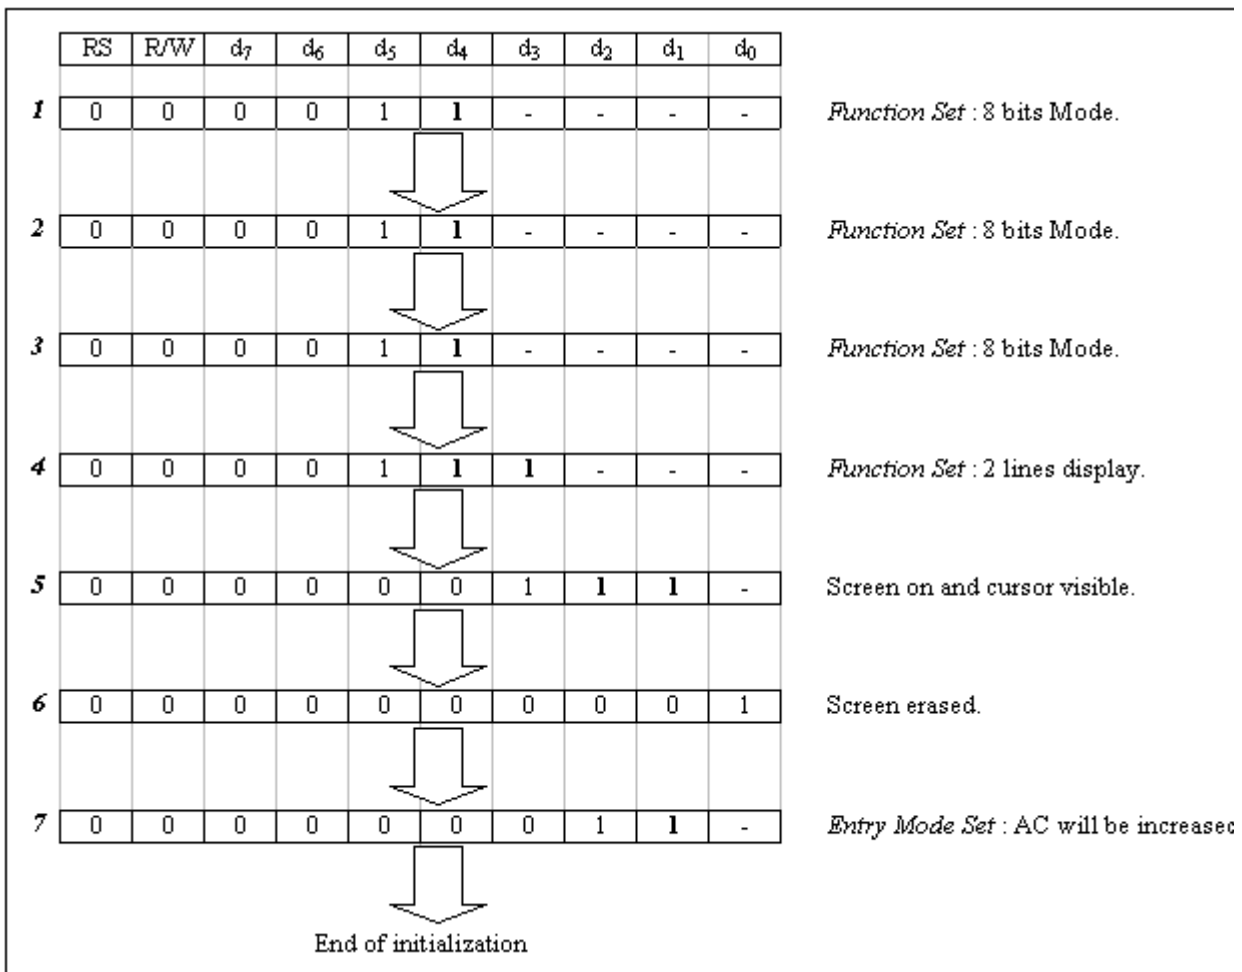 RS R/W d₇ d₆ d₅ d₄ d₃ d₂ d₁ d₀
1 0 0 0 0 1 1 - - - - Function Set : 8 bits Mode.
2 0 0 0 0 1 1 - - - - Function Set : 8 bits Mode.
3 0 0 0 0 1 1 - - - - Function Set : 8 bits Mode.
4 0 0 0 0 1 1 1 - - - Function Set : 2 lines display.
5 0 0 0 0 0 0 1 1 1 - Screen on and cursor visible.
6 0 0 0 0 0 0 0 0 0 1 Screen erased.
7 0 0 0 0 0 0 0 1 1 - Entry Mode Set : AC will be increased
End of initialization